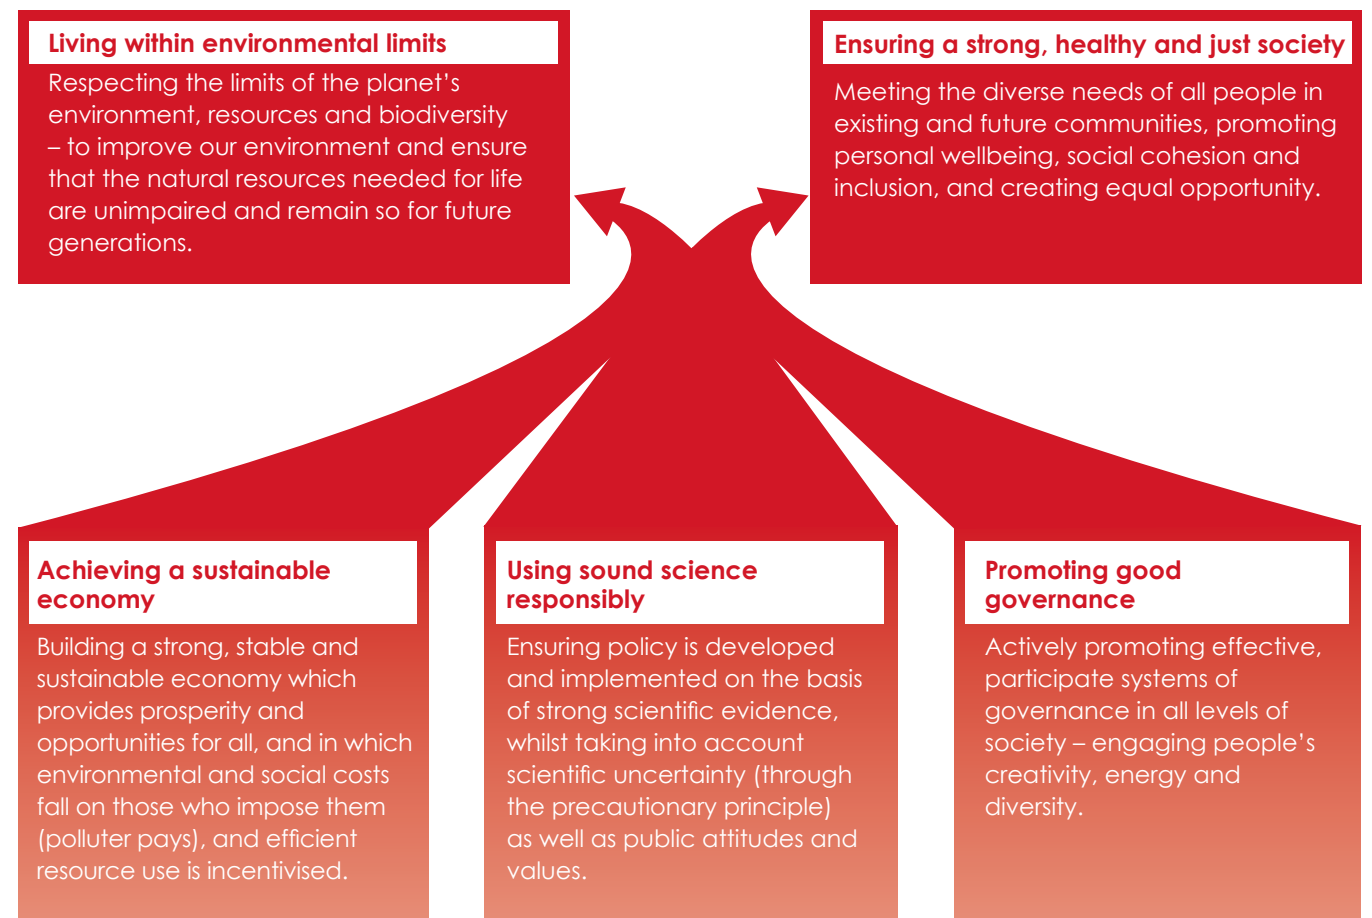 Living within environmental limits
Respecting the limits of the planet’s
environment, resources and biodiversity
– to improve our environment and ensure
that the natural resources needed for life
are unimpaired and remain so for future
generations.
Ensuring a strong, healthy and just society
Meeting the diverse needs of all people in
existing and future communities, promoting
personal wellbeing, social cohesion and
inclusion, and creating equal opportunity.
Achieving a sustainable
economy
Building a strong, stable and
sustainable economy which
provides prosperity and
opportunities for all, and in which
environmental and social costs
fall on those who impose them
(polluter pays), and efficient
resource use is incentivised.
Using sound science
responsibly
Ensuring policy is developed
and implemented on the basis
of strong scientific evidence,
whilst taking into account
scientific uncertainty (through
the precautionary principle)
as well as public attitudes and
values.
Promoting good
governance
Actively promoting effective,
participate systems of
governance in all levels of
society – engaging people’s
creativity, energy and
diversity.